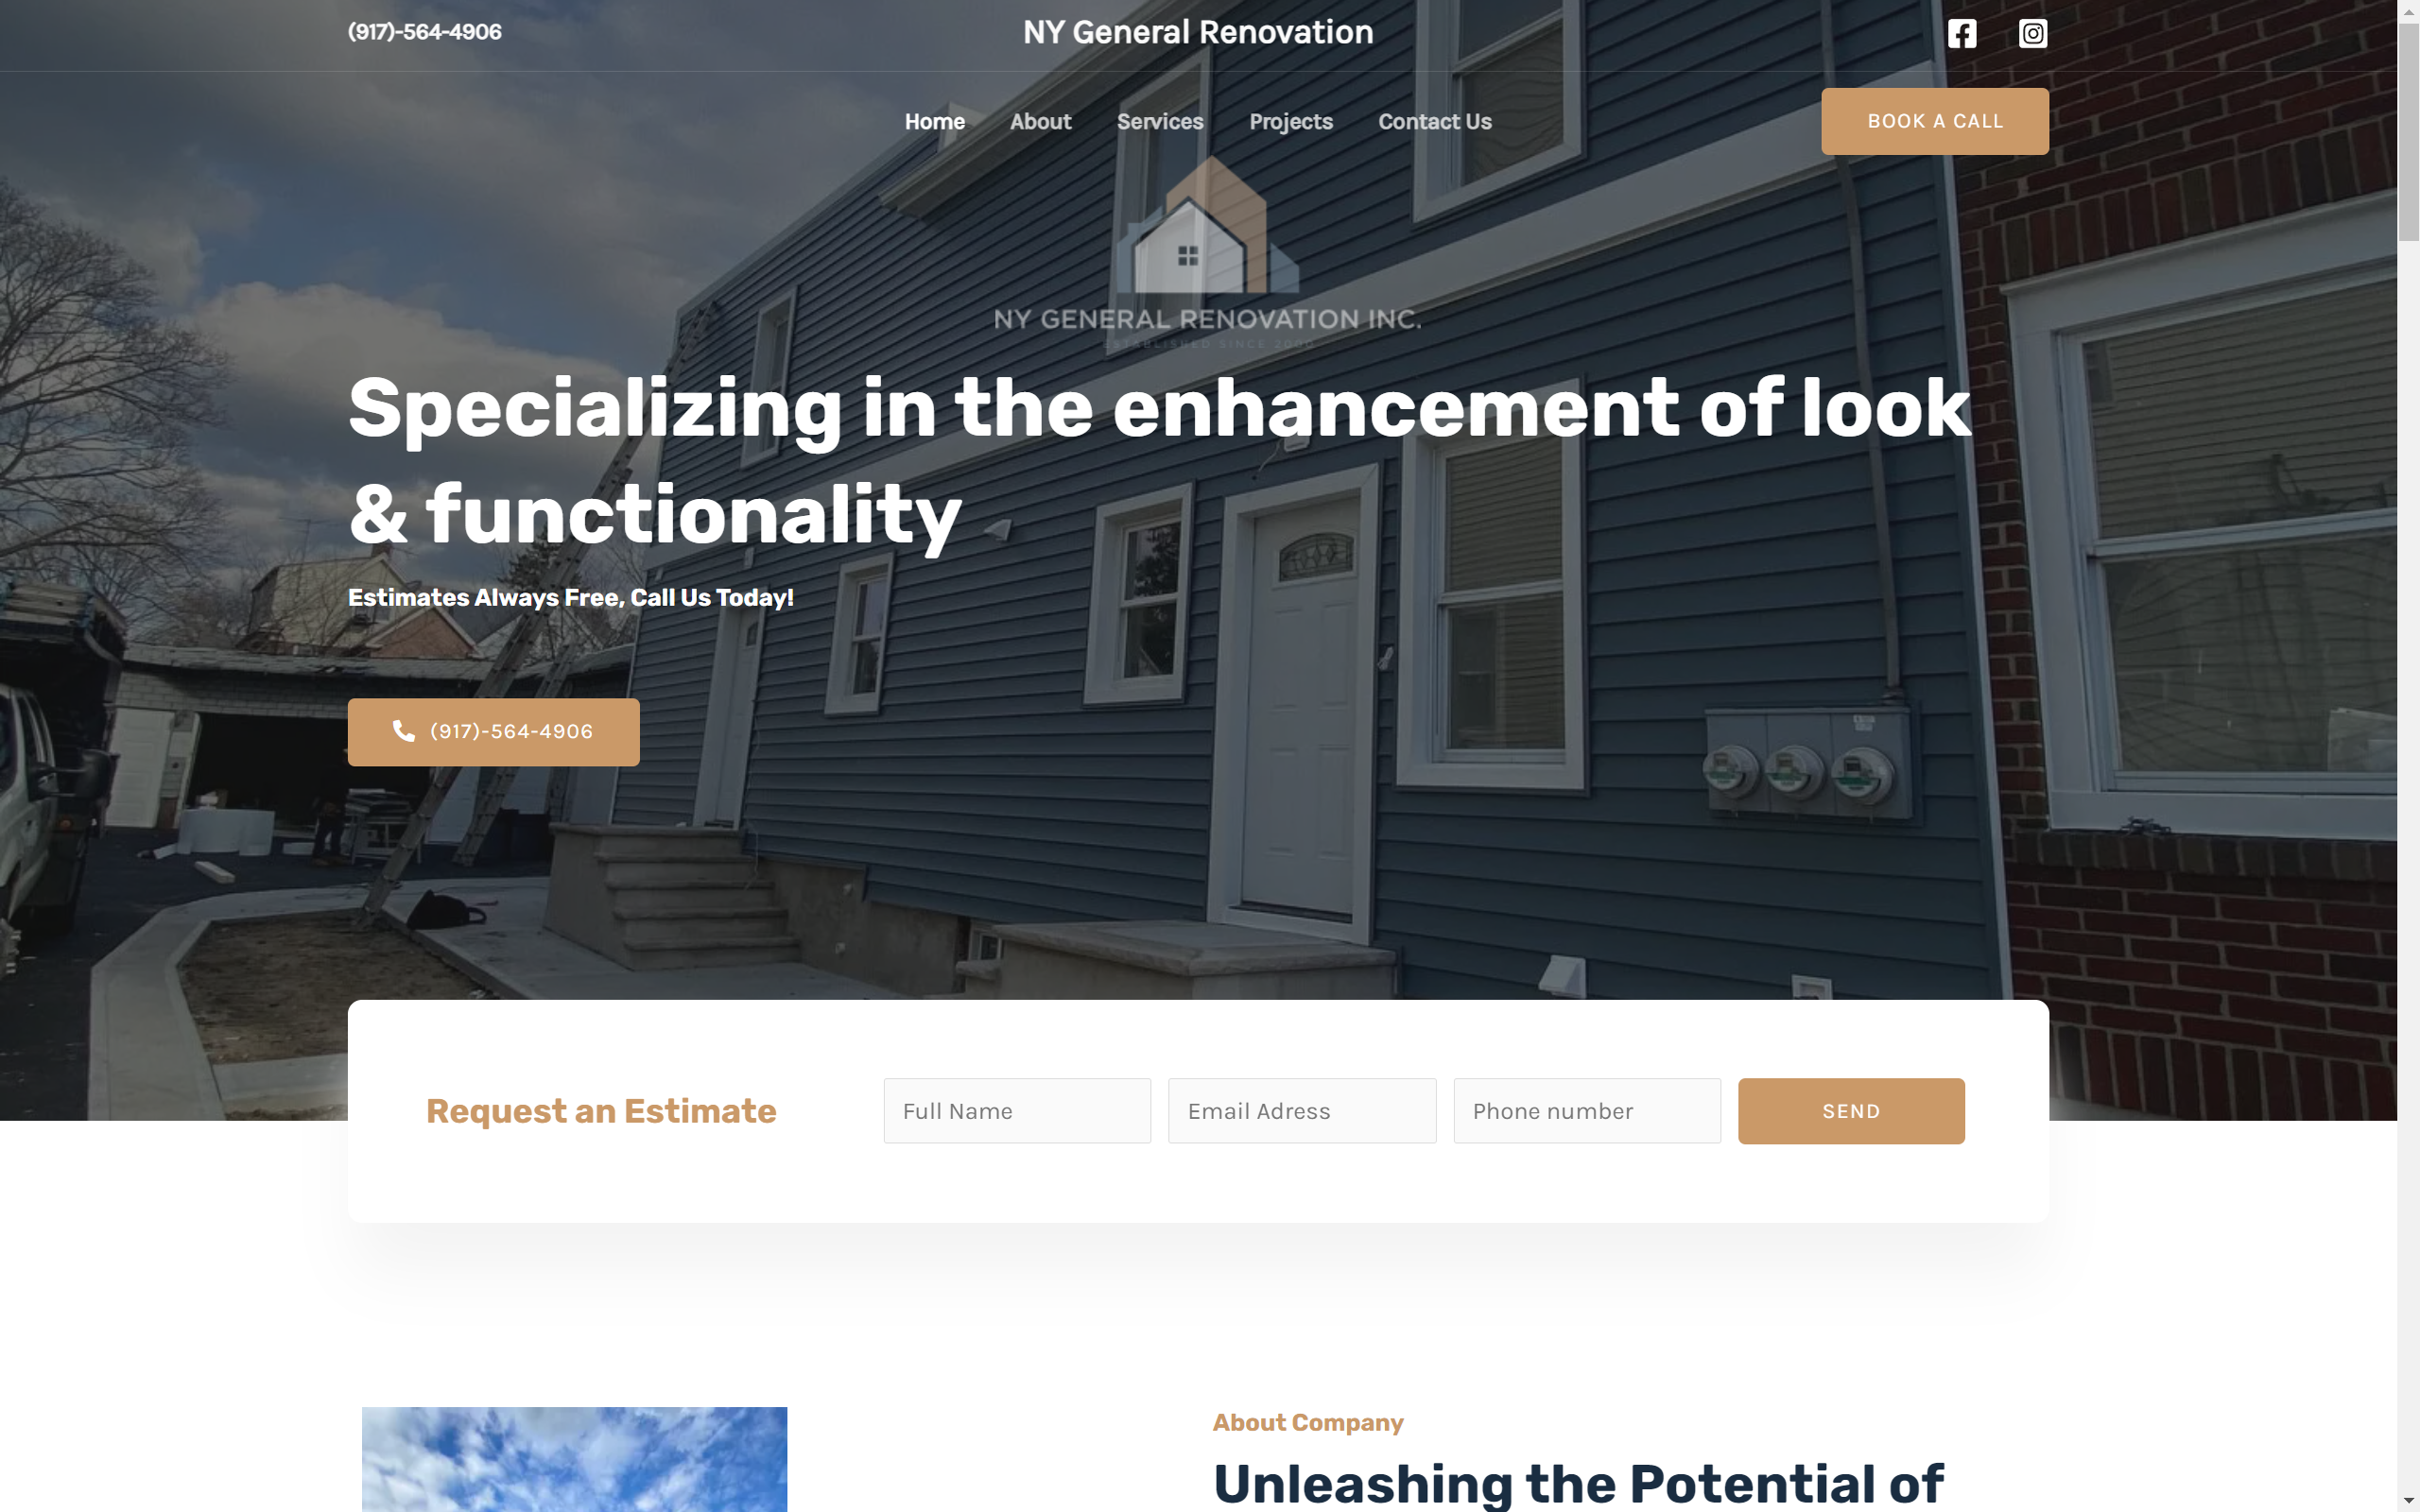 (917)-564-4906
NY General Renovation
Home
About
Services
Projects
Contact Us
BOOK A CALL
NY GENERAL RENOVATION INC.
ESTABLISHED SINCE 2000
Specializing in the enhancement of look
& functionality
Estimates Always Free, Call Us Today!
(917)-564-4906
Request an Estimate
Full Name
Email Adress
Phone number
SEND
About Company
Unleashing the Potential of